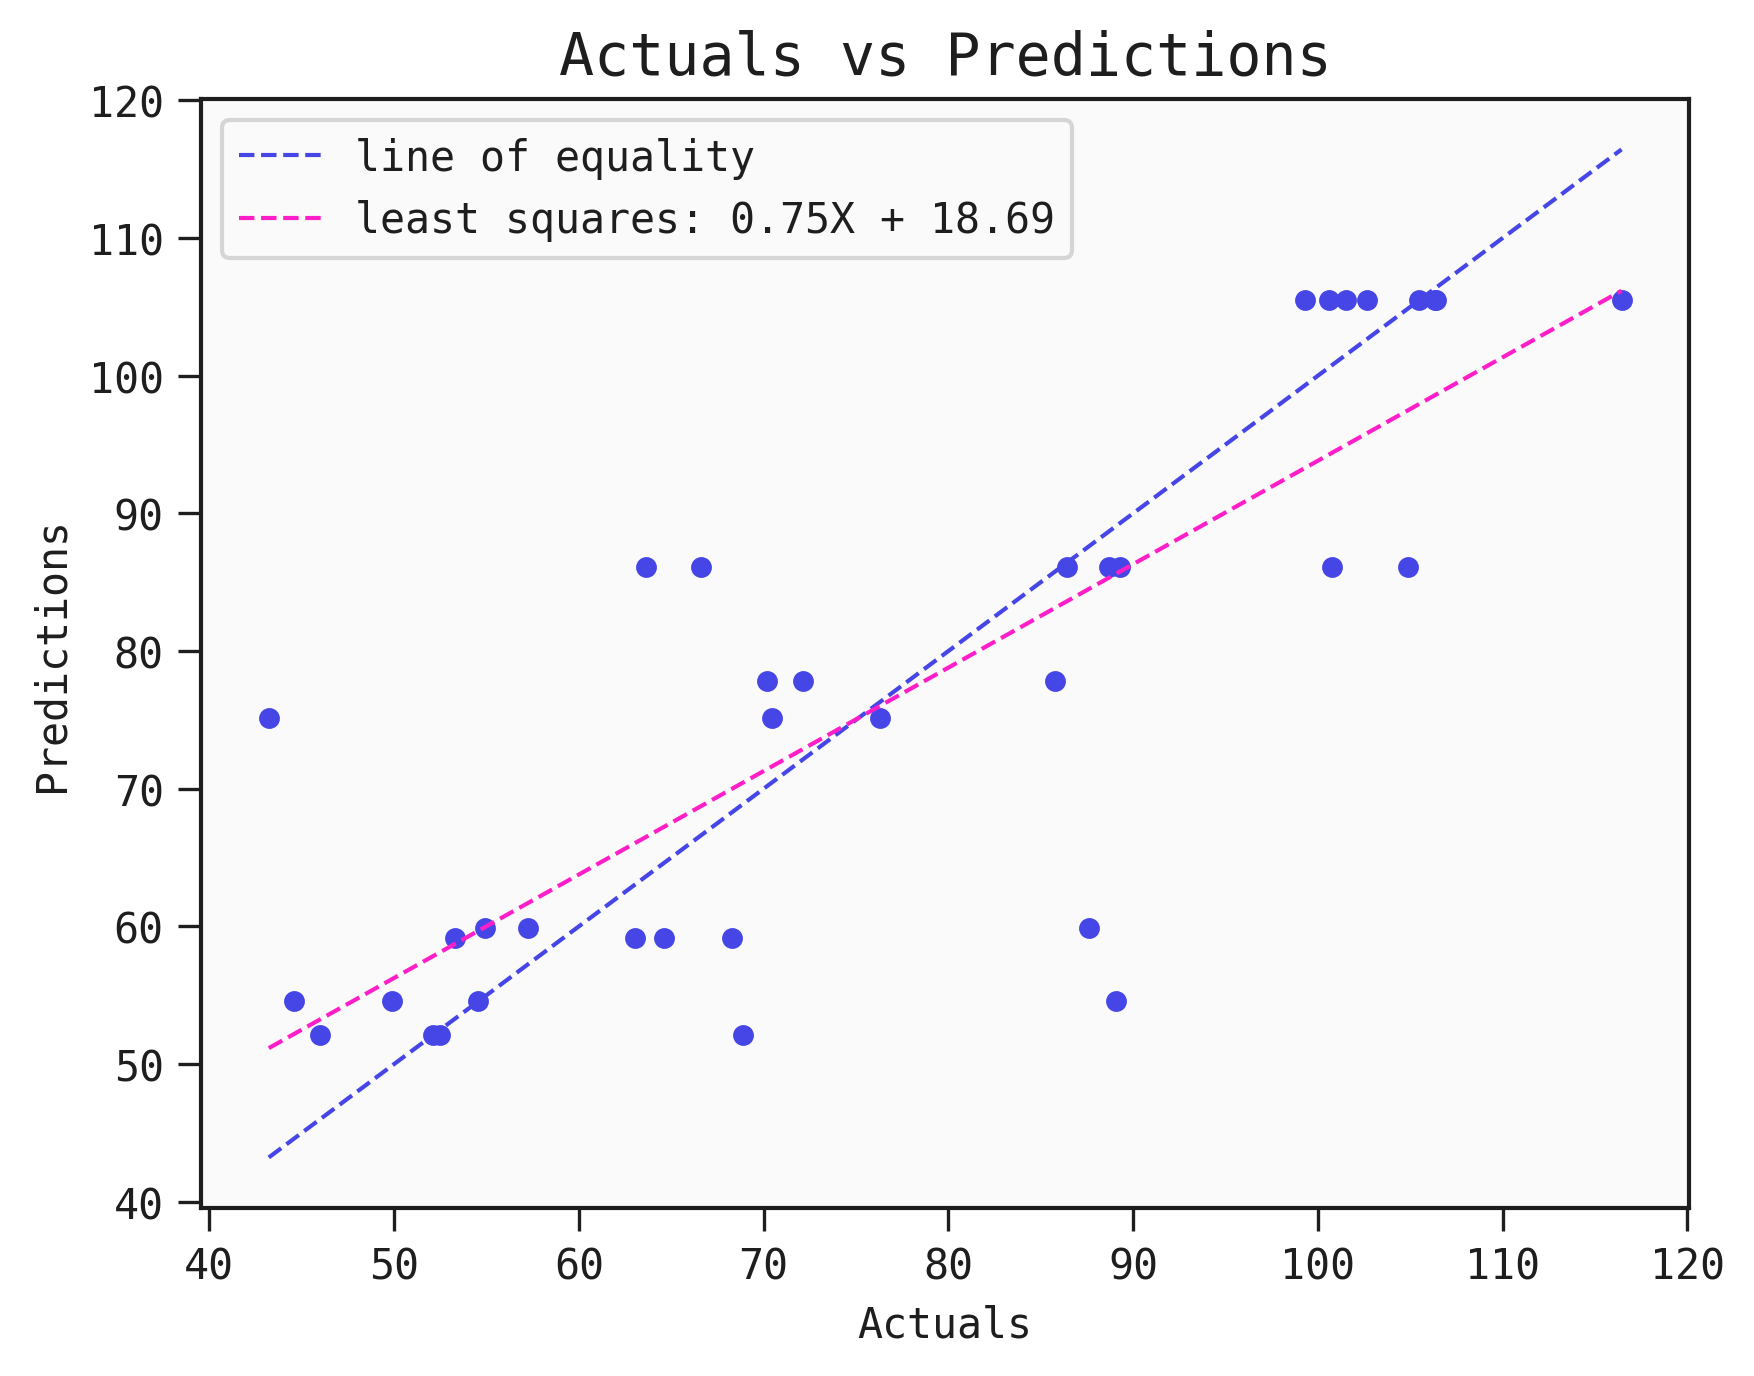 Actuals vs Predictions
line of equality
least squares: 0.75X + 18.69
120
110
100
90
80
70
60
50
40
Predictions
40 50 60 70 80 90 100 110 120
Actuals